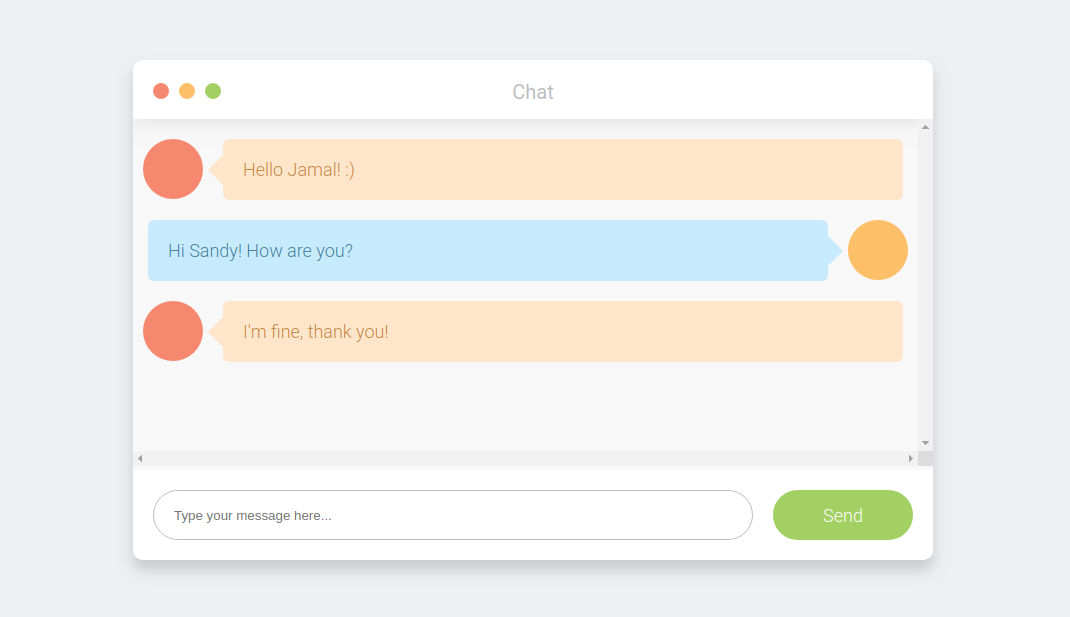 Chat
Hello Jamal! :)
Hi Sandy! How are you?
I'm fine, thank you!
Type your message here...
Send